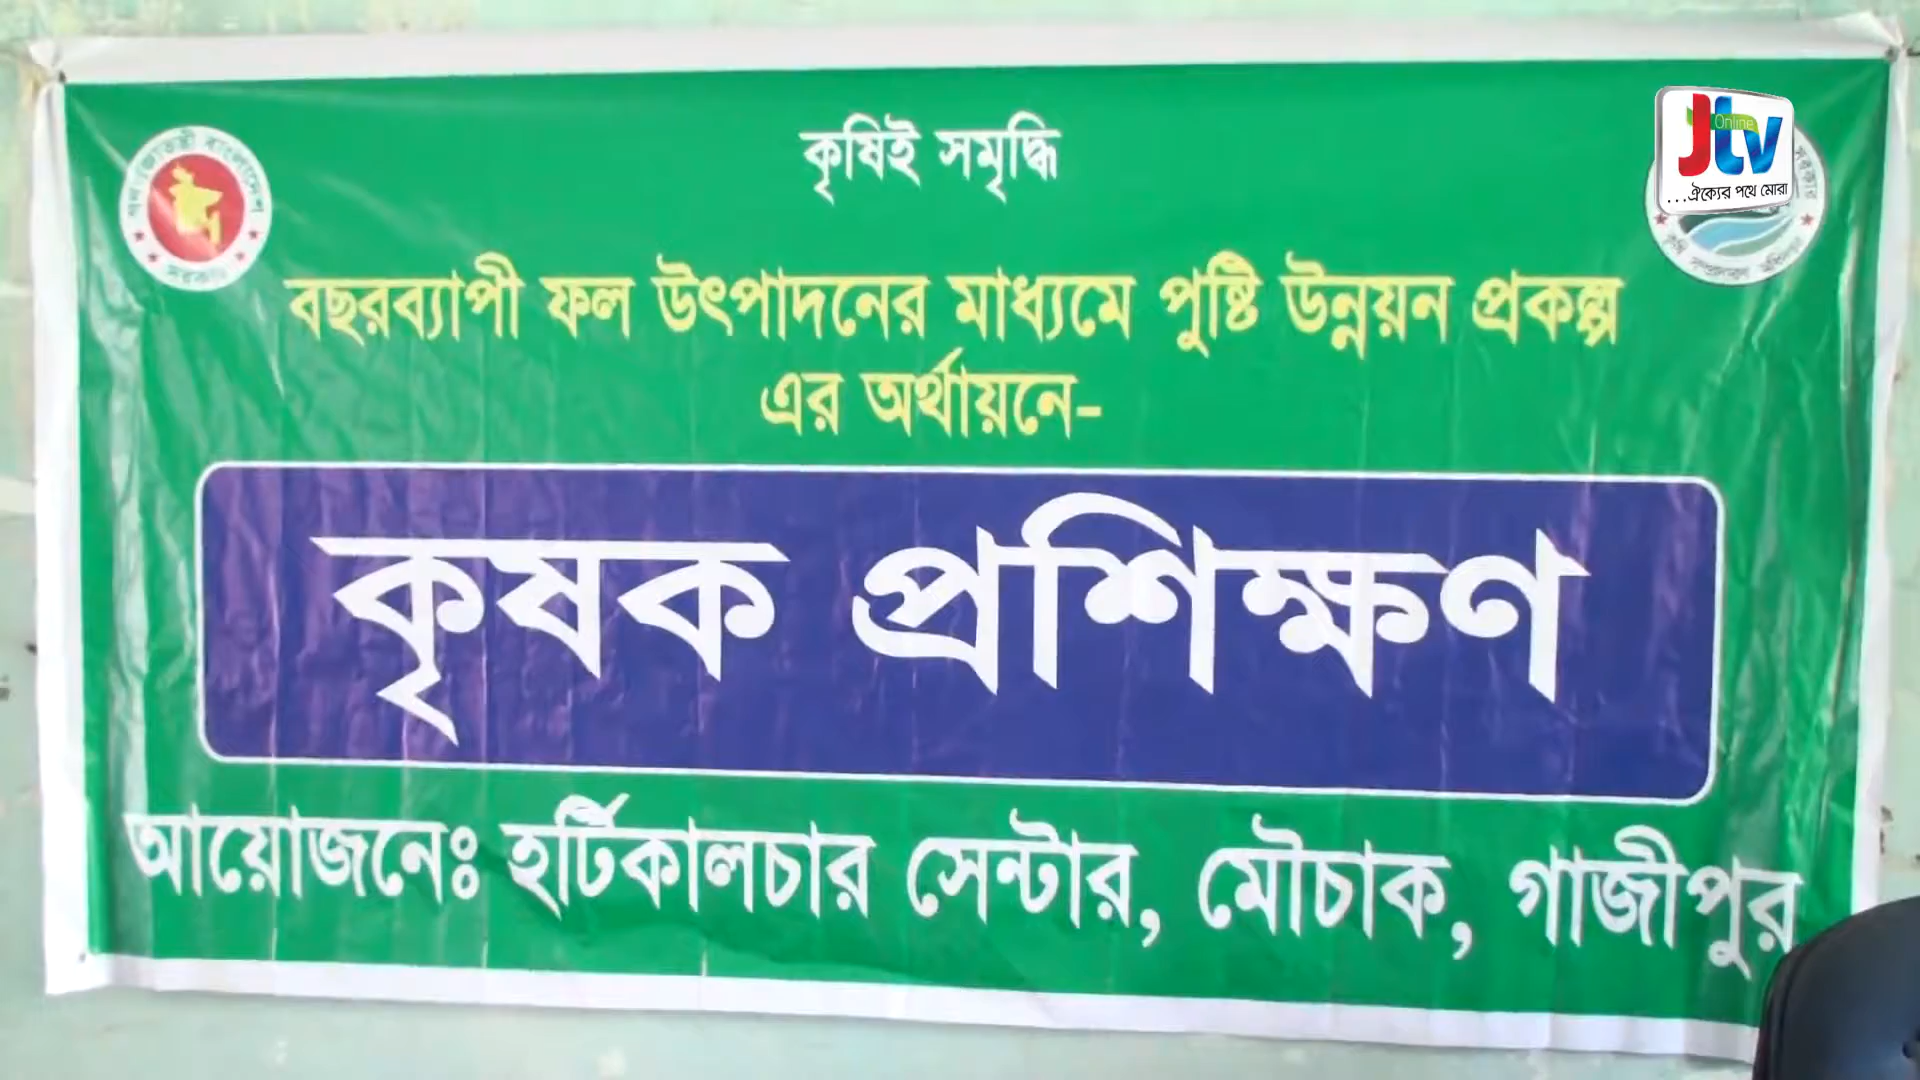 কৃষিই সমৃদ্ধি
Jtv
Online
...ঐক্যের পথে মোরা
বছরব্যাপী ফল উৎপাদনের মাধ্যমে পুষ্টি উন্নয়ন প্রকল্প
এর অর্থায়নে-
কৃষক প্রশিক্ষণ
আয়োজনেঃ হর্টিকালচার সেন্টার, মৌচাক, গাজীপুর